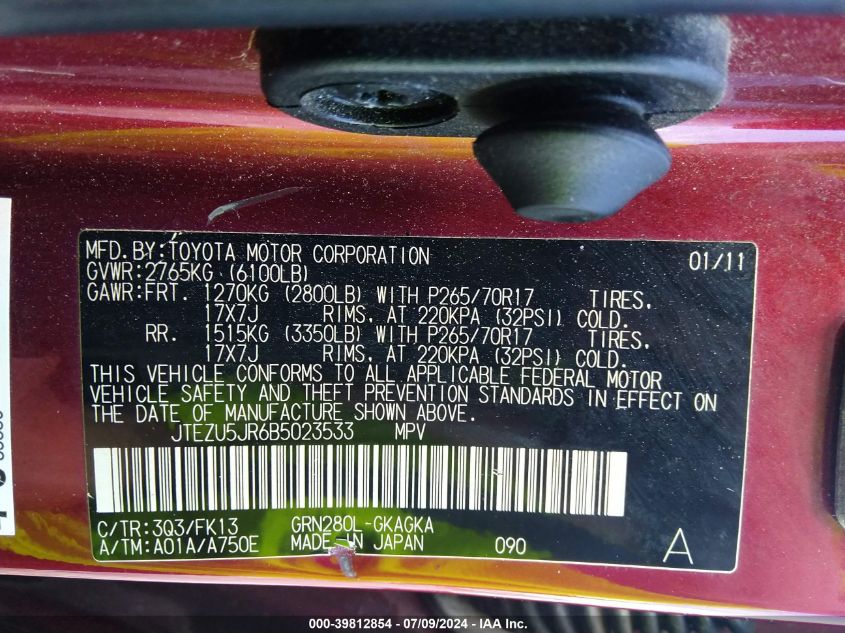 MFD.BY:TOYOTA MOTOR CORPORATION 01/11
GVWR:2765KG (6100LB)
GAWR:FRT. 1270KG (2800LB) WITH P265/70R17 TIRES,
17X7J RIMS, AT 220KPA (32PSI) COLD.
RR. 1515KG (3350LB) WITH P265/70R17 TIRES,
17X7J RIMS, AT 220KPA (32PSI) COLD.
THIS VEHICLE CONFORMS TO ALL APPLICABLE FEDERAL MOTOR
VEHICLE SAFETY AND THEFT PREVENTION STANDARDS IN EFFECT ON
THE DATE OF MANUFACTURE SHOWN ABOVE.
JTEZU5JR6B5023533 MPV
C/TR:3Q3/FK13 GRN280L-GKAGKA
A/TM:A01A/A750E MADE IN JAPAN 090 A
000-39812854 / 07/09/2024 - IAA Inc.